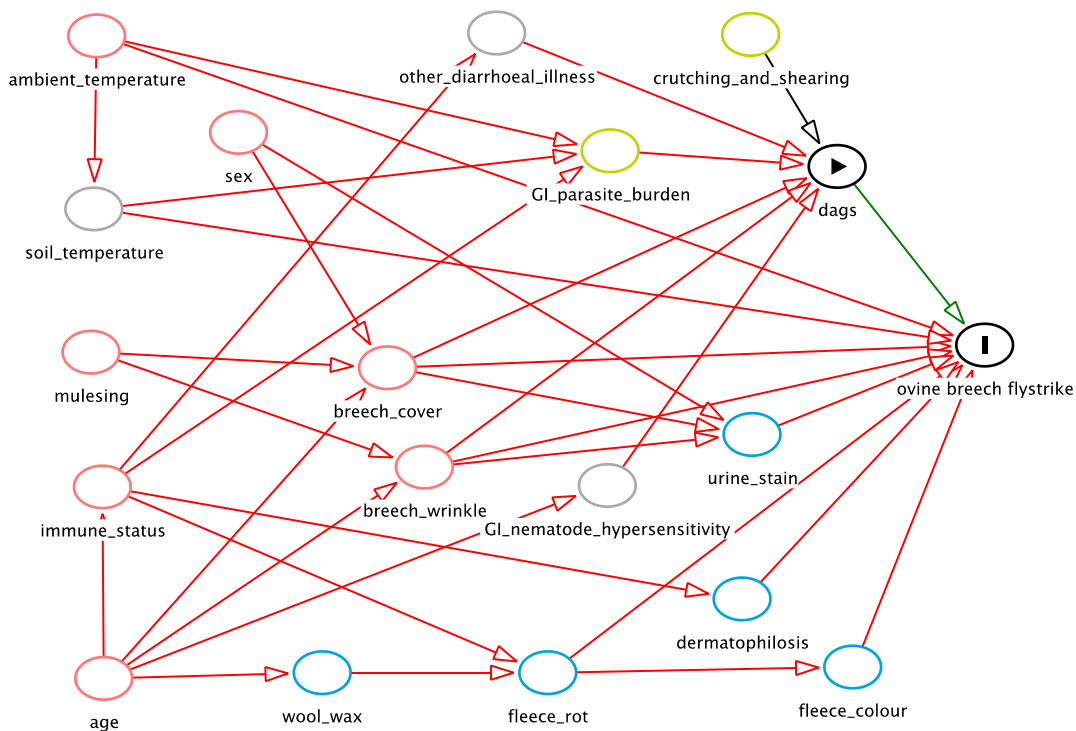 other_diarrhoeal_illness
crutching_and_shearing
ambient_temperature
sex
GI_parasite_burden
dags
soil_temperature
ovine breech flystrike
mulesing
breech_cover
urine_stain
breech_wrinkle
GI_nematode_hypersensitivity
immune_status
dermatophilosis
fleece_colour
wool_wax
fleece_rot
age